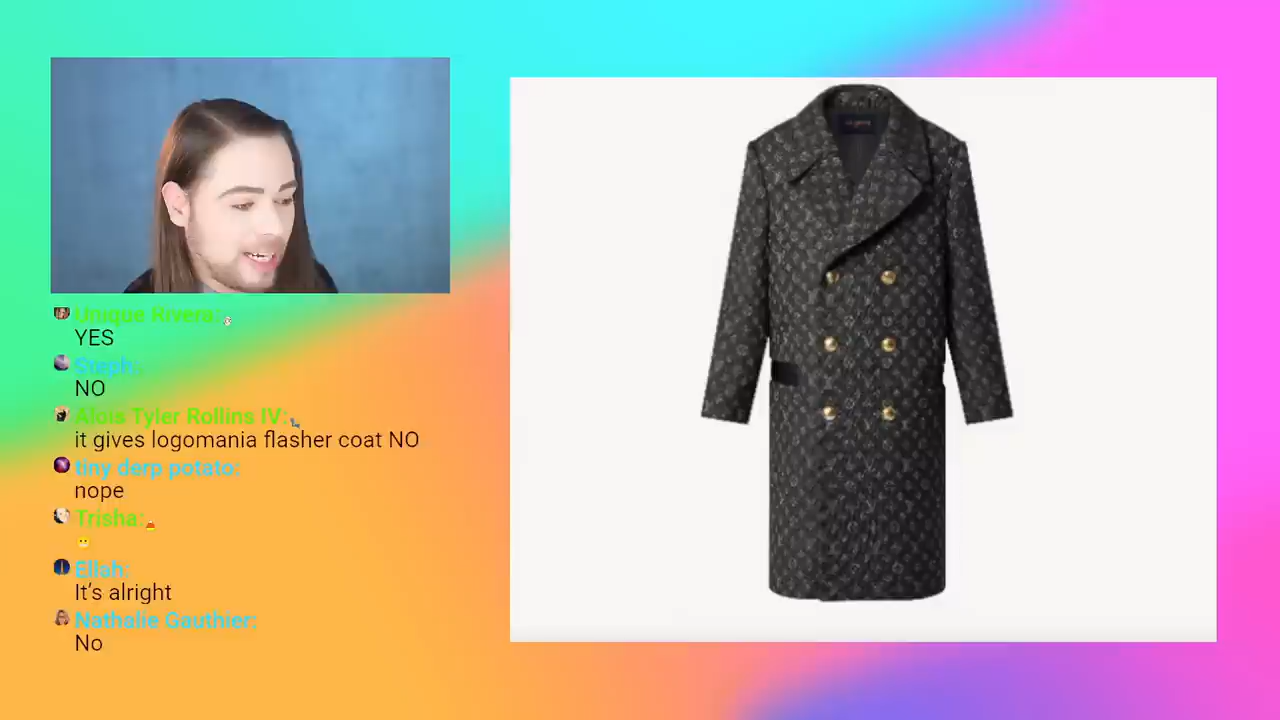 Unique Rivera:
YES
Steph:
NO
Alois Tyler Rollins IV:
it gives logomania flasher coat NO
tiny derp potato:
nope
Trisha:
😬
Ellah:
It’s alright
Nathalie Gauthier:
No